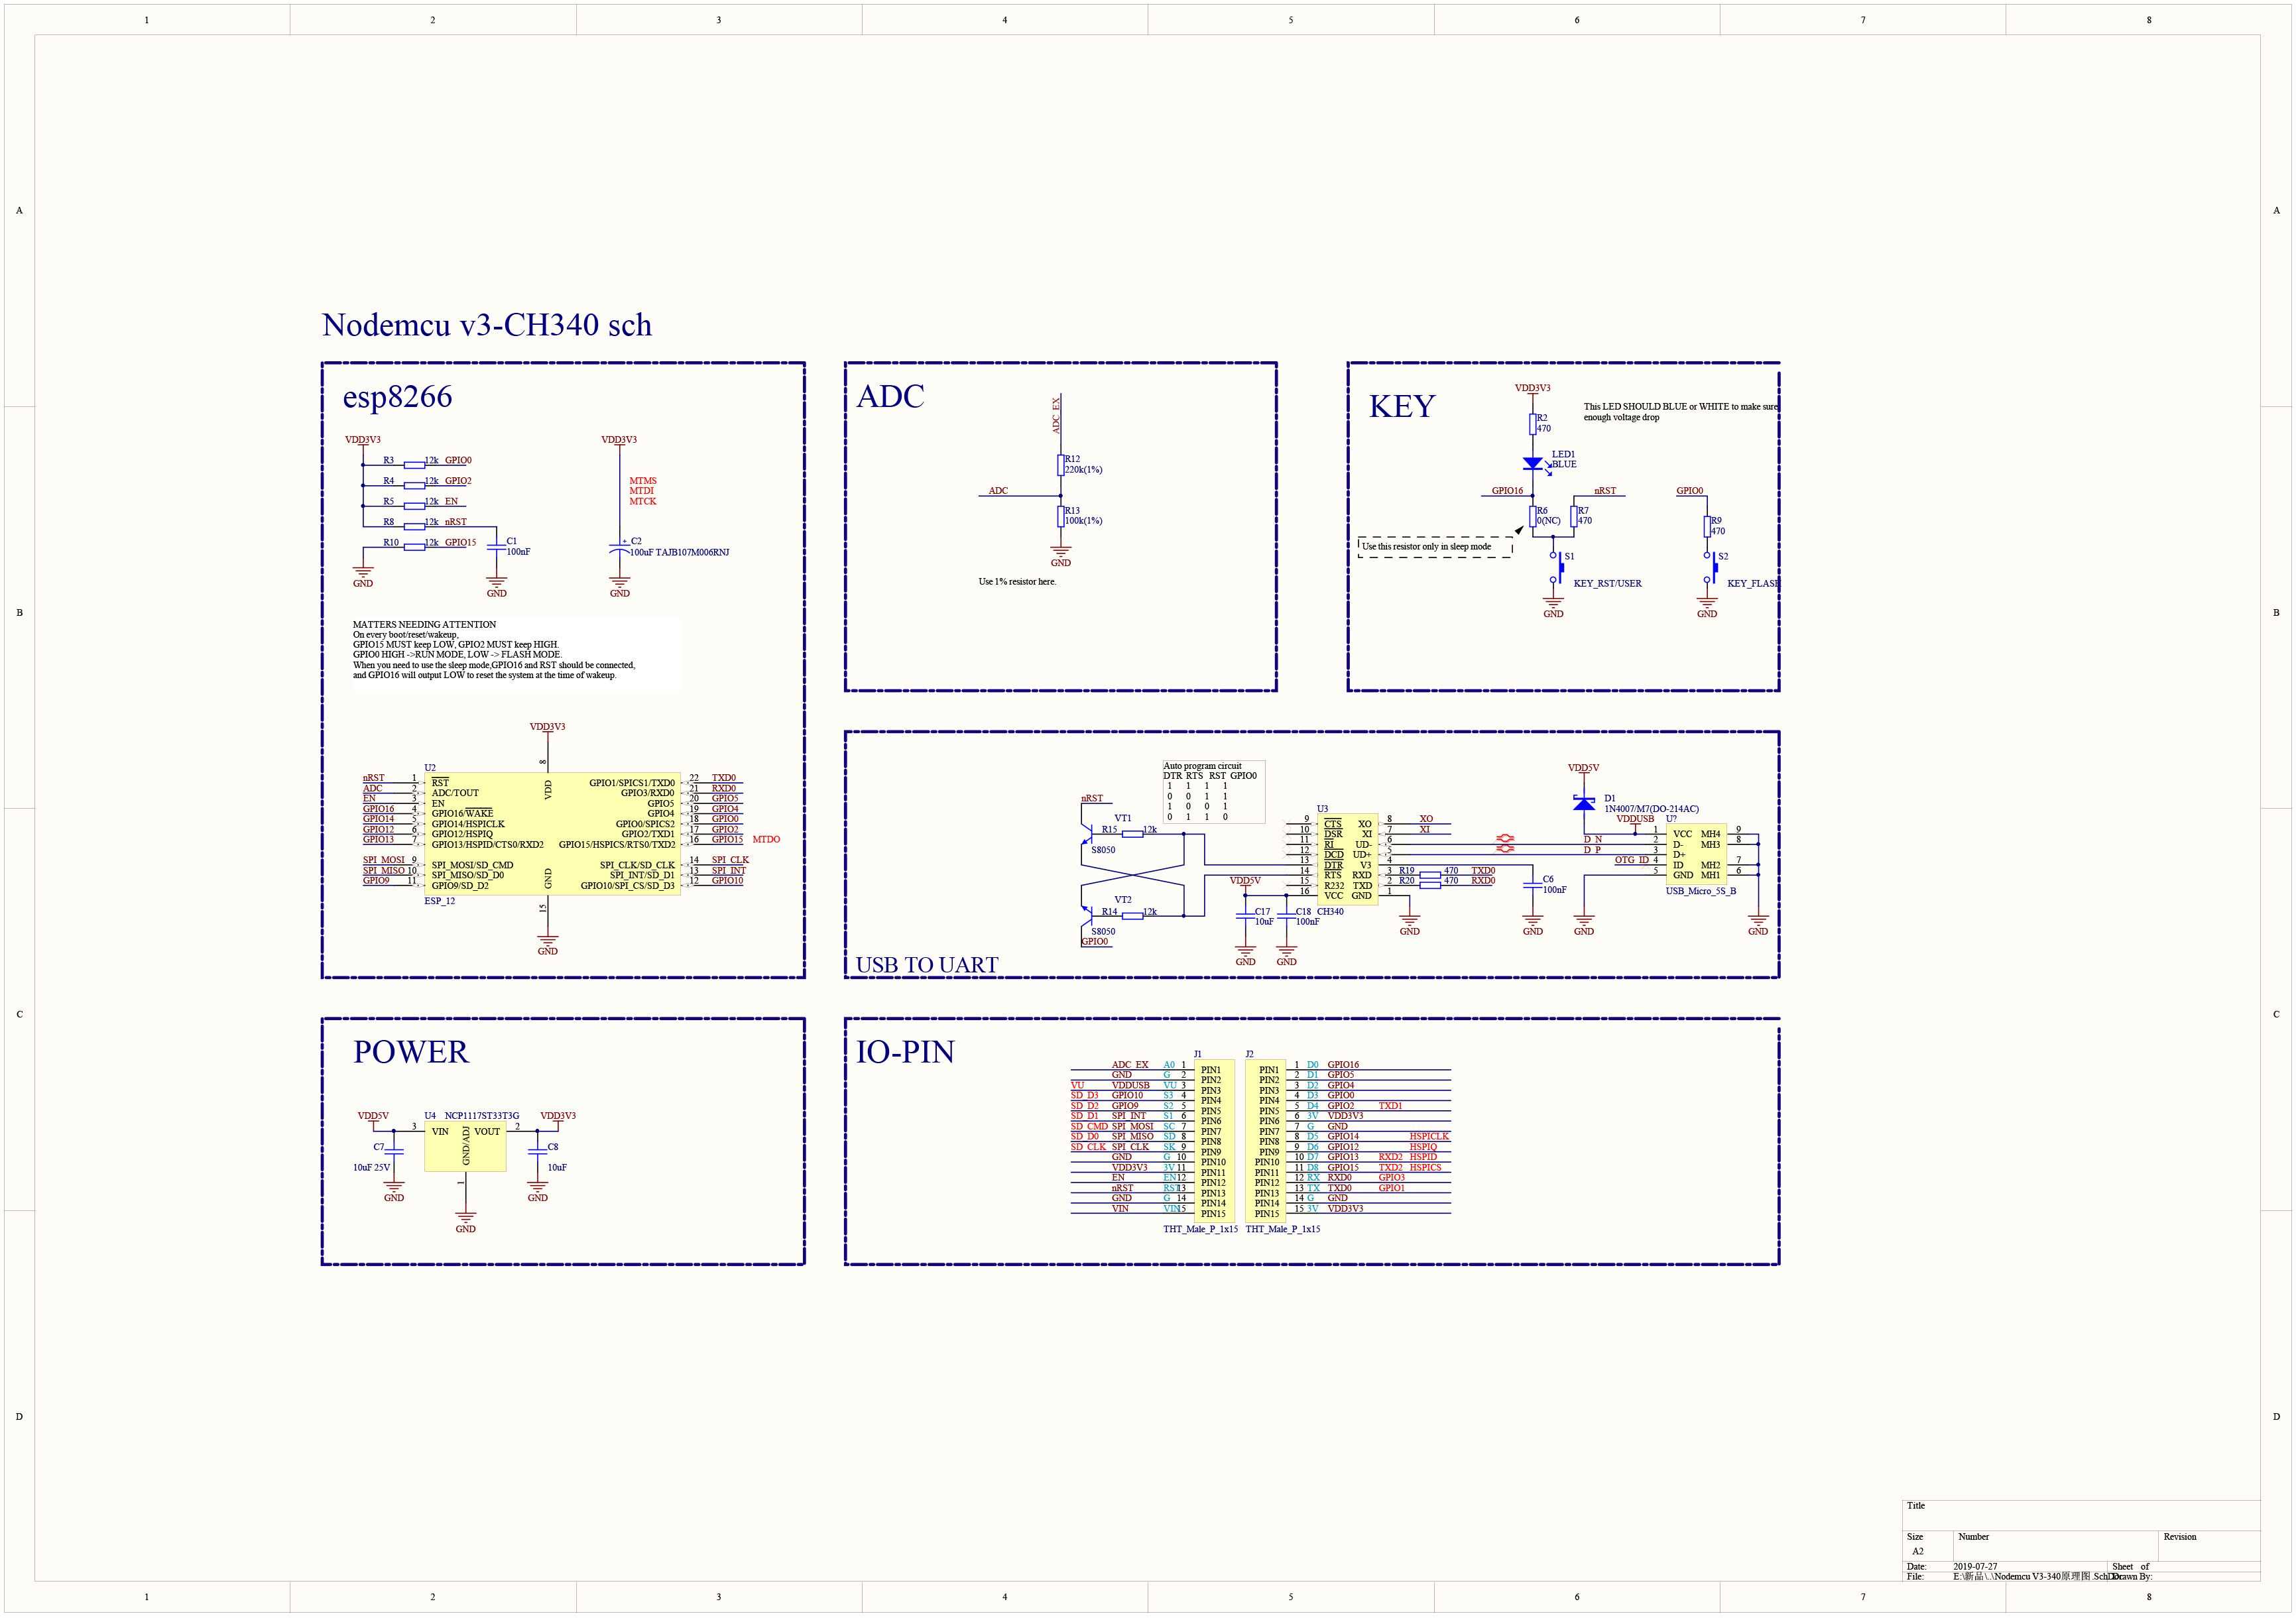 1 2 3 4 5 6 7 8
A A
Nodemcu v3-CH340 sch
esp8266
VDD3V3
R3 12k GPIO0
R4 12k GPIO2
R5 12k EN
R8 12k nRST
R10 12k GPIO15
C1
100nF
GND
GND
VDD3V3
MTMS
MTDI
MTCK
+ C2
100uF TAJB107M006RNJ
GND
MATTERS NEEDING ATTENTION
On every boot/reset/wakeup,
GPIO15 MUST keep LOW, GPIO2 MUST keep HIGH.
GPIO0 HIGH ->RUN MODE, LOW -> FLASH MODE.
When you need to use the sleep mode,GPIO16 and RST should be connected,
and GPIO16 will output LOW to reset the system at the time of wakeup.
VDD3V3
8
VDD
U2
nRST 1 RST GPIO1/SPICS1/TXD0 22 TXD0
ADC 2 ADC/TOUT GPIO3/RXD0 21 RXD0
EN 3 EN GPIO5 20 GPIO5
GPIO16 4 GPIO16/WAKE GPIO4 19 GPIO4
GPIO14 5 GPIO14/HSPICLK GPIO0/SPICS2 18 GPIO0
GPIO12 6 GPIO12/HSPIQ GPIO2/TXD1 17 GPIO2
GPIO13 7 GPIO13/HSPID/CTS0/RXD2 GPIO15/HSPICS/RTS0/TXD2 16 GPIO15 MTDO
SPI_MOSI 9 SPI_MOSI/SD_CMD SPI_CLK/SD_CLK 14 SPI_CLK
SPI_MISO 10 SPI_MISO/SD_D0 SPI_INT/SD_D1 13 SPI_INT
GPIO9 11 GPIO9/SD_D2 GPIO10/SPI_CS/SD_D3 12 GPIO10
GND
ESP_12
15
GND
ADC
ADC_EX
R12
220k(1%)
ADC
R13
100k(1%)
GND
Use 1% resistor here.
KEY
VDD3V3
This LED SHOULD BLUE or WHITE to make sure
enough voltage drop
R2
470
LED1
BLUE
GPIO16 nRST GPIO0
R6
0(NC)
R7
470
R9
470
Use this resistor only in sleep mode
S1
KEY_RST/USER
S2
KEY_FLASH
GND
GND
B B
Auto program circuit
DTR RTS RST GPIO0
1 1 1 1
0 0 1 1
1 0 0 1
0 1 1 0
nRST
VT1
R15 12k
S8050
VT2
R14 12k
S8050
GPIO0
USB TO UART
U3
9 CTS XO 8 XO
10 DSR XI 7 XI
11 RI UD- 6
12 DCD UD+ 5
13 DTR V3 4
14 RTS RXD 3 R19 470 TXD0
15 R232 TXD 2 R20 470 RXD0
16 VCC GND 1
CH340
VDD5V
C17
10uF
C18
100nF
GND
GND
GND
C6
100nF
GND
VDD5V
D1
1N4007/M7(DO-214AC)
VDDUSB
U?
1 VCC MH4 9
D_N 2 D- MH3 8
D_P 3 D+
OTG_ID 4 ID MH2 7
5 GND MH1 6
USB_Micro_5S_B
GND
GND
C C
POWER
VDD5V
U4 NCP1117ST33T3G
VDD3V3
3 VIN VOUT 2
GND/ADJ
C7
10uF 25V
C8
10uF
1
GND
GND
GND
IO-PIN
J1 J2
ADC_EX A0 1 PIN1 PIN1 1 D0 GPIO16
GND G 2 PIN2 PIN2 2 D1 GPIO5
VU VDDUSB VU 3 PIN3 PIN3 3 D2 GPIO4
SD_D3 GPIO10 S3 4 PIN4 PIN4 4 D3 GPIO0
SD_D2 GPIO9 S2 5 PIN5 PIN5 5 D4 GPIO2 TXD1
SD_D1 SPI_INT S1 6 PIN6 PIN6 6 3V VDD3V3
SD_CMD SPI_MOSI SC 7 PIN7 PIN7 7 G GND
SD_D0 SPI_MISO SD 8 PIN8 PIN8 8 D5 GPIO14 HSPICLK
SD_CLK SPI_CLK SK 9 PIN9 PIN9 9 D6 GPIO12 HSPIQ
GND G 10 PIN10 PIN10 10 D7 GPIO13 RXD2 HSPID
VDD3V3 3V 11 PIN11 PIN11 11 D8 GPIO15 TXD2 HSPICS
EN EN 12 PIN12 PIN12 12 RX RXD0 GPIO3
nRST RST 13 PIN13 PIN13 13 TX TXD0 GPIO1
GND G 14 PIN14 PIN14 14 G GND
VIN VIN 15 PIN15 PIN15 15 3V VDD3V3
THT_Male_P_1x15 THT_Male_P_1x15
D D
Title
Size Number Revision
A2
Date: 2019-07-27 Sheet of
File: E:\新品\..\Nodemcu V3-340原理图.SchDoc Drawn By:
1 2 3 4 5 6 7 8